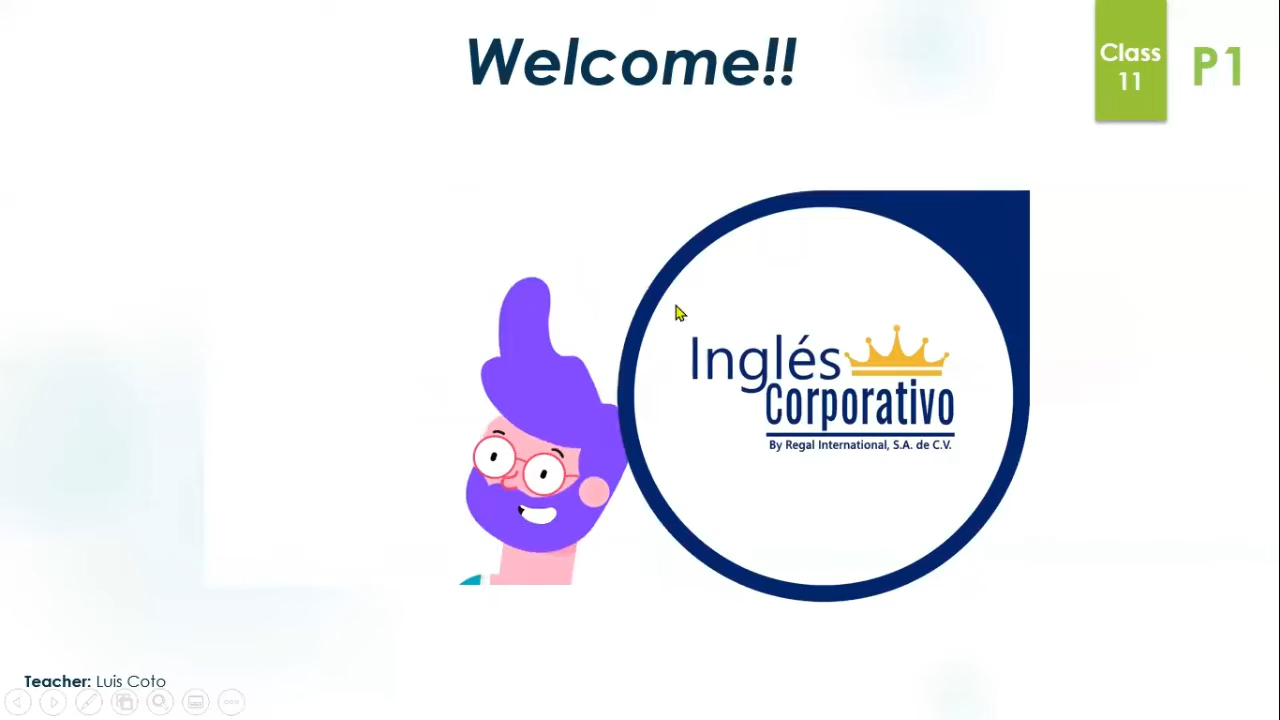 Welcome!!
Class
11
P1
Inglés
Corporativo
By Regal International, S.A. de C.V.
Teacher: Luis Coto